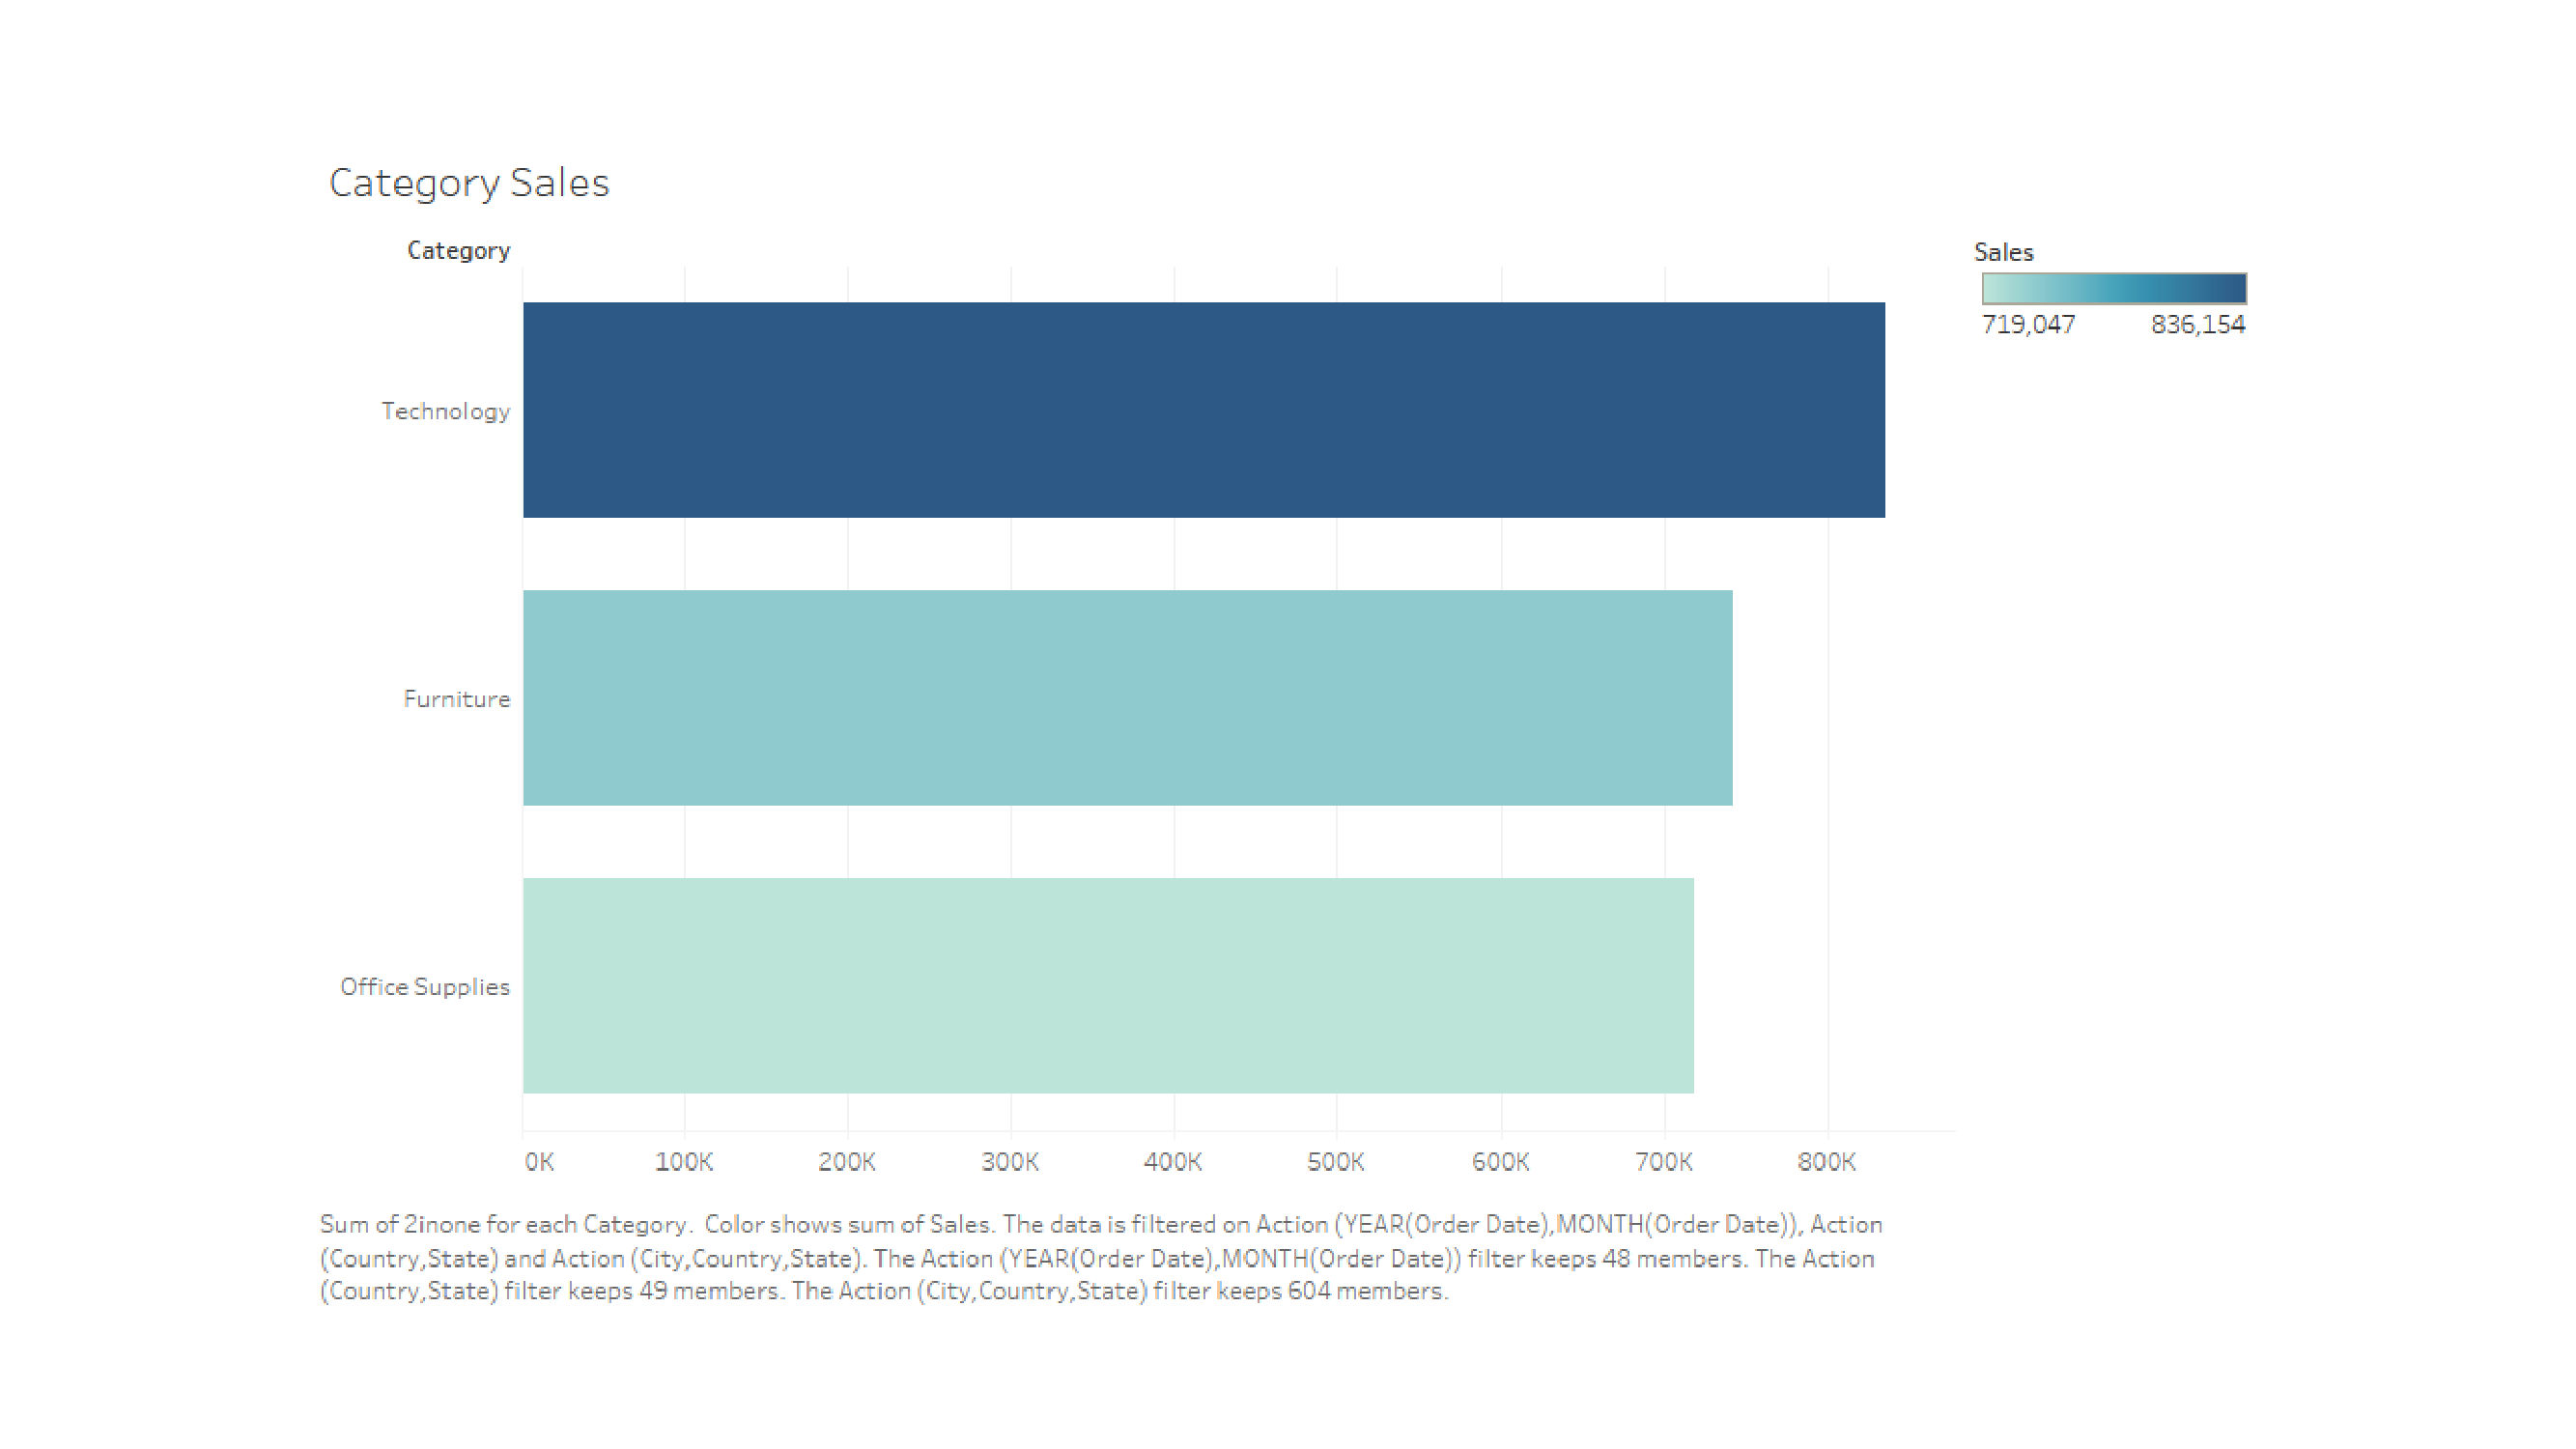 Category Sales
Category
Sales
719,047 836,154
Technology
Furniture
Office Supplies
0K 100K 200K 300K 400K 500K 600K 700K 800K
Sum of 2inone for each Category.  Color shows sum of Sales. The data is filtered on Action (YEAR(Order Date),MONTH(Order Date)), Action
(Country,State) and Action (City,Country,State). The Action (YEAR(Order Date),MONTH(Order Date)) filter keeps 48 members. The Action
(Country,State) filter keeps 49 members. The Action (City,Country,State) filter keeps 604 members.